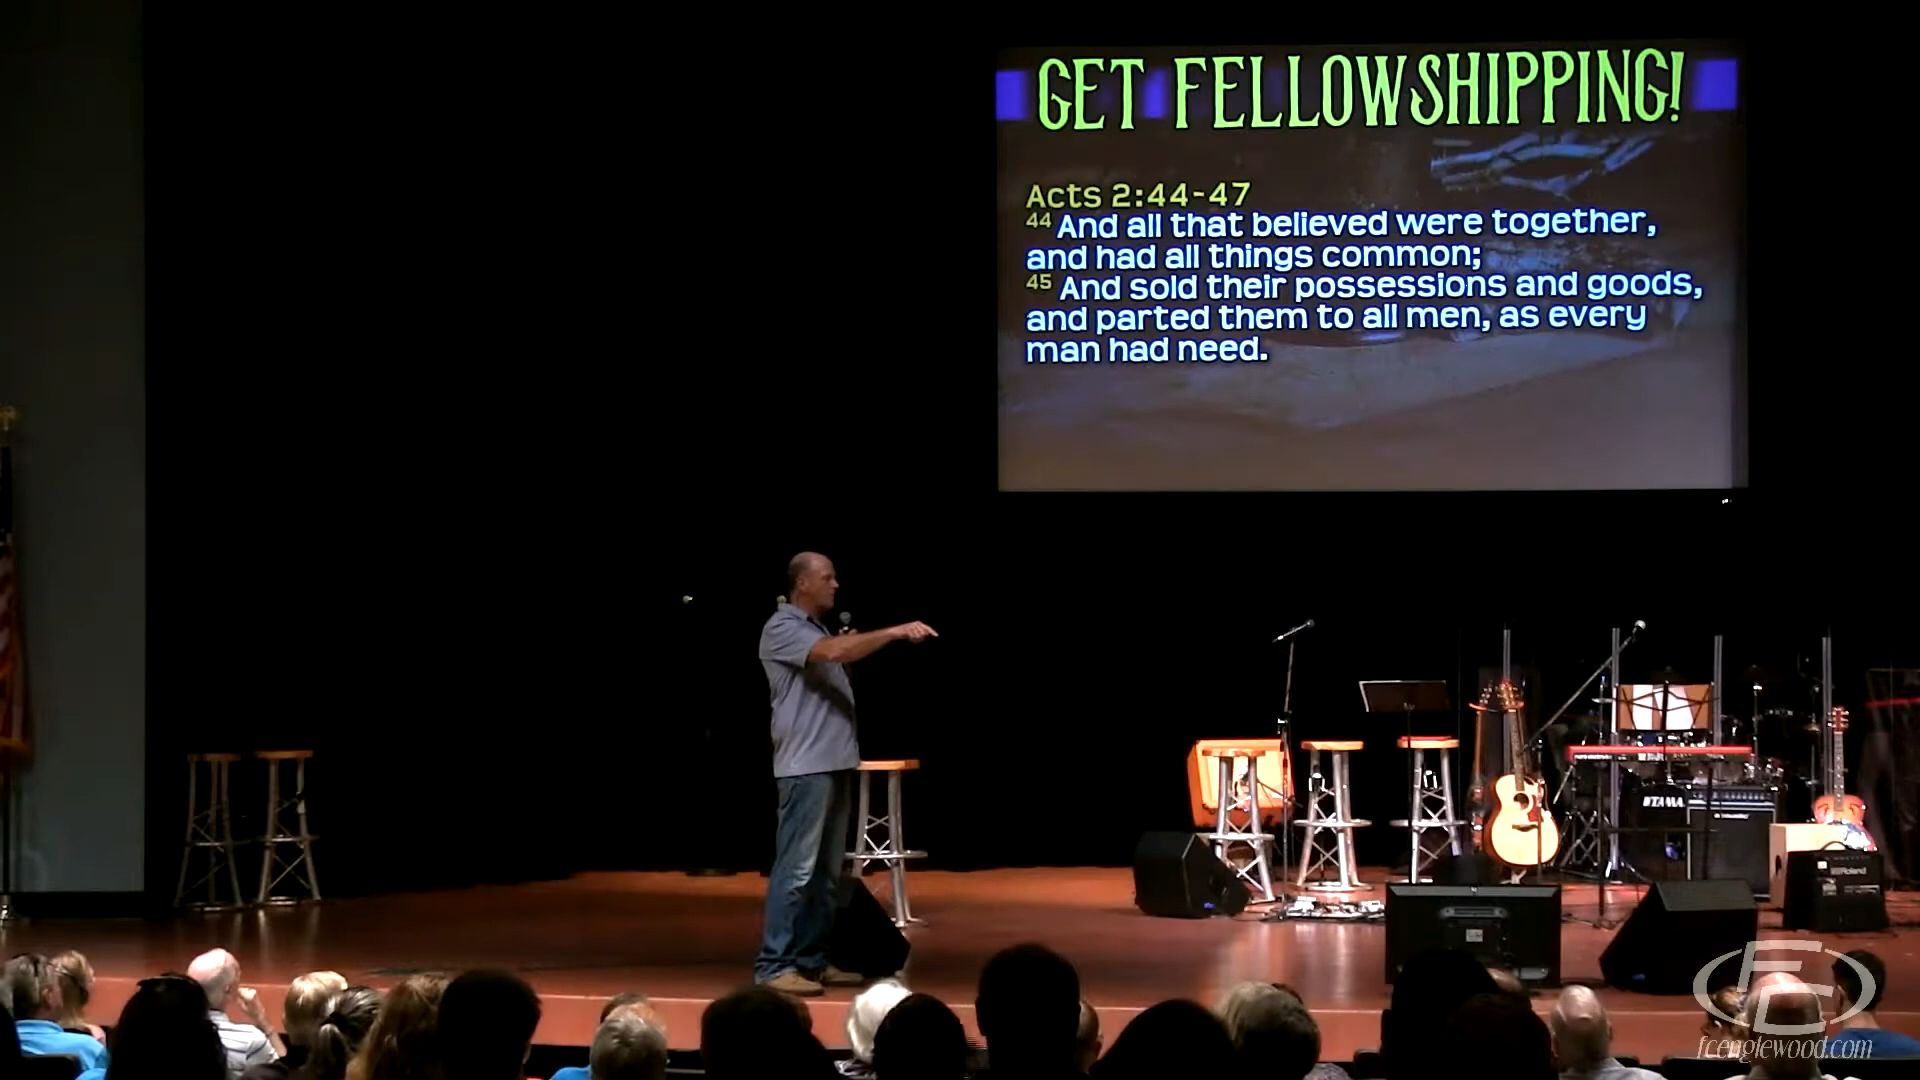 GET FELLOWSHIPPING!
Acts 2:44-47
44 And all that believed were together,
and had all things common;
45 And sold their possessions and goods,
and parted them to all men, as every
man had need.
TAMA
Roland
FC
fcenglewood.com